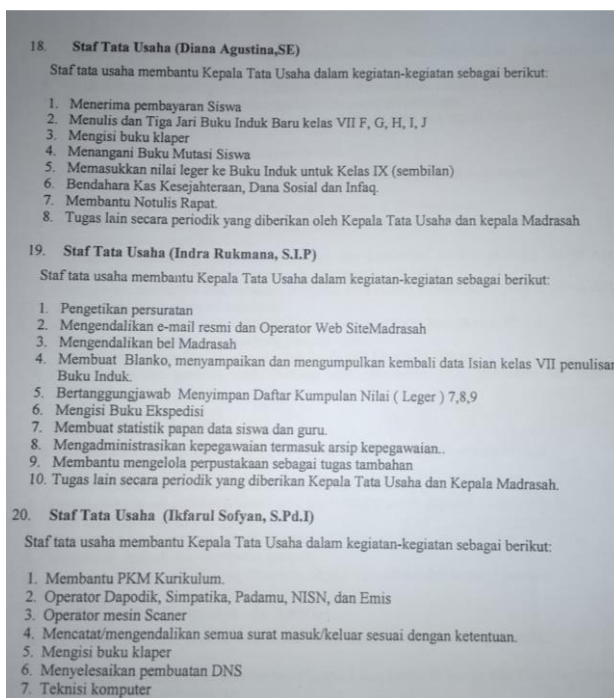 18. Staf Tata Usaha (Diana Agustina,SE)
Staf tata usaha membantu Kepala Tata Usaha dalam kegiatan-kegiatan sebagai berikut:
1. Menerima pembayaran Siswa
2. Menulis dan Tiga Jari Buku Induk Baru kelas VII F, G, H, I, J
3. Mengisi buku klaper
4. Menangani Buku Mutasi Siswa
5. Memasukkan nilai leger ke Buku Induk untuk Kelas IX (sembilan)
6. Bendahara Kas Kesejahteraan, Dana Sosial dan Infaq.
7. Membantu Notulis Rapat.
8. Tugas lain secara periodik yang diberikan oleh Kepala Tata Usaha dan kepala Madrasah
19. Staf Tata Usaha (Indra Rukmana, S.I.P)
Staf tata usaha membantu Kepala Tata Usaha dalam kegiatan-kegiatan sebagai berikut:
1. Pengetikan persuratan
2. Mengendalikan e-mail resmi dan Operator Web SiteMadrasah
3. Mengendalikan bel Madrasah
4. Membuat Blanko, menyampaikan dan mengumpulkan kembali data Isian kelas VII penulisan
Buku Induk.
5. Bertanggungjawab Menyimpan Daftar Kumpulan Nilai ( Leger ) 7,8,9
6. Mengisi Buku Ekspedisi
7. Membuat statistik papan data siswa dan guru.
8. Mengadministrasikan kepegawaian termasuk arsip kepegawaian..
9. Membantu mengelola perpustakaan sebagai tugas tambahan
10. Tugas lain secara periodik yang diberikan Kepala Tata Usaha dan Kepala Madrasah.
20. Staf Tata Usaha (Ikfarul Sofyan, S.Pd.I)
Staf tata usaha membantu Kepala Tata Usaha dalam kegiatan-kegiatan sebagai berikut:
1. Membantu PKM Kurikulum.
2. Operator Dapodik, Simpatika, Padamu, NISN, dan Emis
3. Operator mesin Scaner
4. Mencatat/mengendalikan semua surat masuk/keluar sesuai dengan ketentuan.
5. Mengisi buku klaper
6. Menyelesaikan pembuatan DNS
7. Teknisi komputer